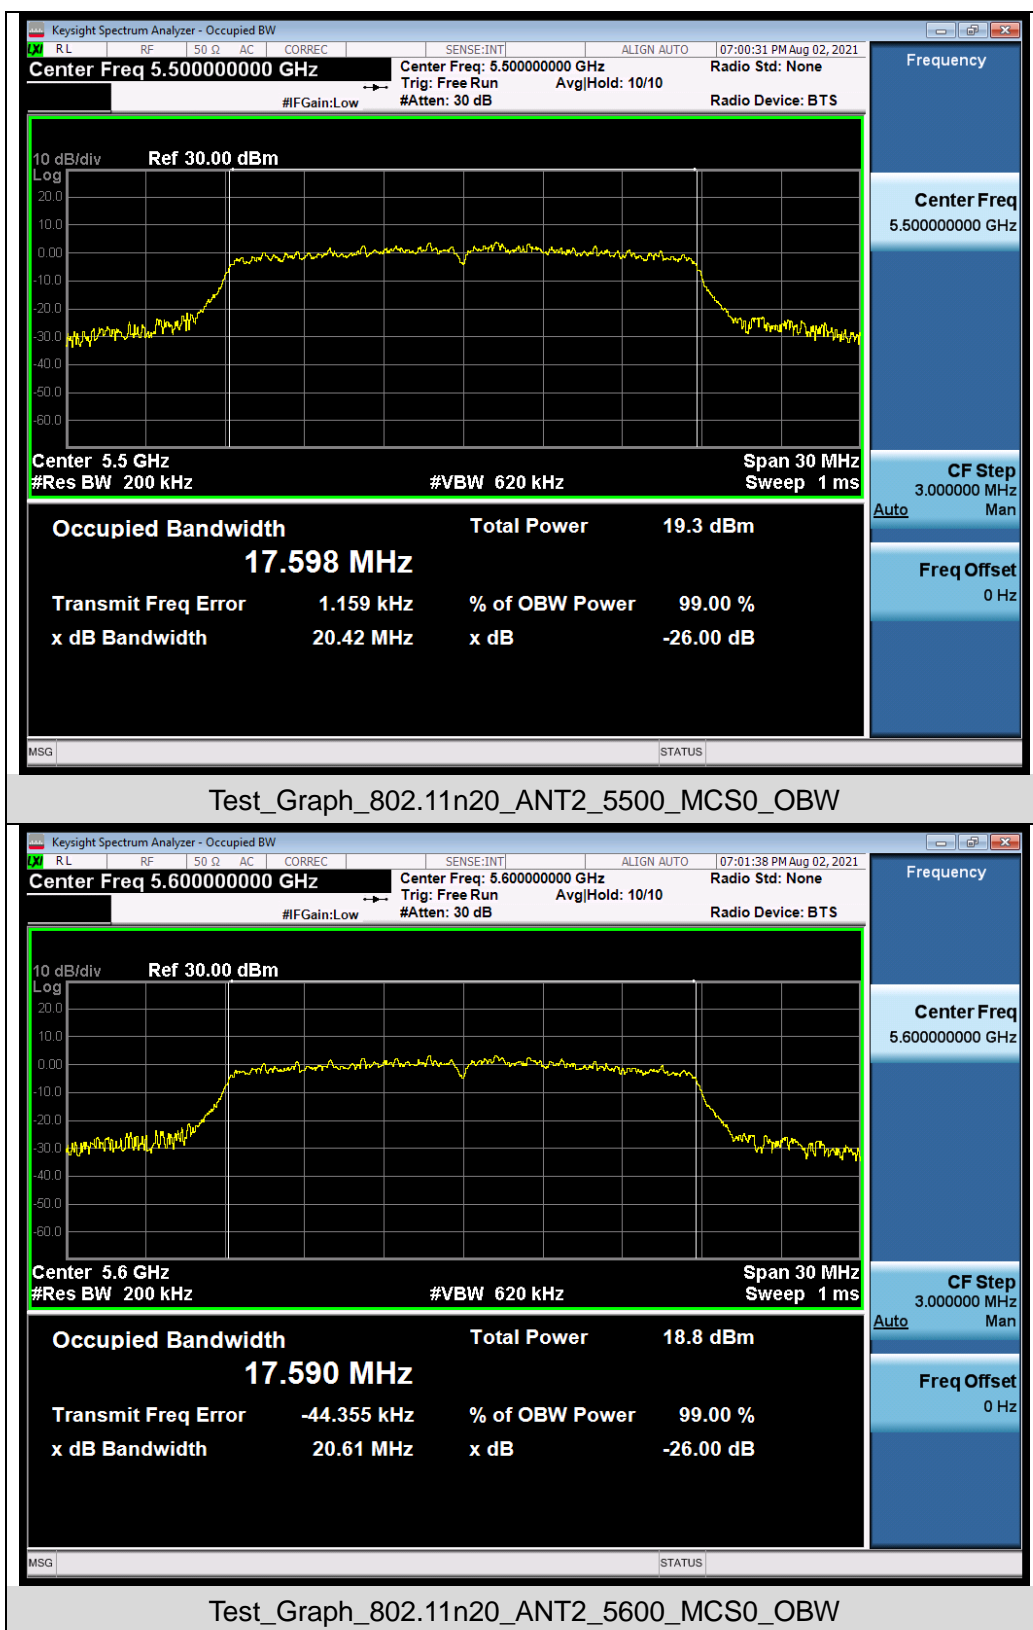 Keysight Spectrum Analyzer - Occupied BW
LXI RL RF 50 Ω AC CORREC SENSE:INT ALIGN AUTO 07:00:31 PM Aug 02, 2021
Center Freq 5.500000000 GHz Center Freq: 5.500000000 GHz Radio Std: None Frequency
Trig: Free Run Avg|Hold: 10/10
#IFGain:Low #Atten: 30 dB Radio Device: BTS
10 dB/div Ref 30.00 dBm
Log
20.0
10.0
0.00
-10.0
-20.0
-30.0
-40.0
-50.0
-60.0
Center Freq
5.500000000 GHz
Center 5.5 GHz Span 30 MHz
#Res BW 200 kHz #VBW 620 kHz Sweep 1 ms
CF Step
3.000000 MHz
Auto Man
Occupied Bandwidth Total Power 19.3 dBm
17.598 MHz
Freq Offset
0 Hz
Transmit Freq Error 1.159 kHz % of OBW Power 99.00 %
x dB Bandwidth 20.42 MHz x dB -26.00 dB
MSG STATUS
Test_Graph_802.11n20_ANT2_5500_MCS0_OBW
Keysight Spectrum Analyzer - Occupied BW
LXI RL RF 50 Ω AC CORREC SENSE:INT ALIGN AUTO 07:01:38 PM Aug 02, 2021
Center Freq 5.600000000 GHz Center Freq: 5.600000000 GHz Radio Std: None Frequency
Trig: Free Run Avg|Hold: 10/10
#IFGain:Low #Atten: 30 dB Radio Device: BTS
10 dB/div Ref 30.00 dBm
Log
20.0
10.0
0.00
-10.0
-20.0
-30.0
-40.0
-50.0
-60.0
Center Freq
5.600000000 GHz
Center 5.6 GHz Span 30 MHz
#Res BW 200 kHz #VBW 620 kHz Sweep 1 ms
CF Step
3.000000 MHz
Auto Man
Occupied Bandwidth Total Power 18.8 dBm
17.590 MHz
Freq Offset
0 Hz
Transmit Freq Error -44.355 kHz % of OBW Power 99.00 %
x dB Bandwidth 20.61 MHz x dB -26.00 dB
MSG STATUS
Test_Graph_802.11n20_ANT2_5600_MCS0_OBW